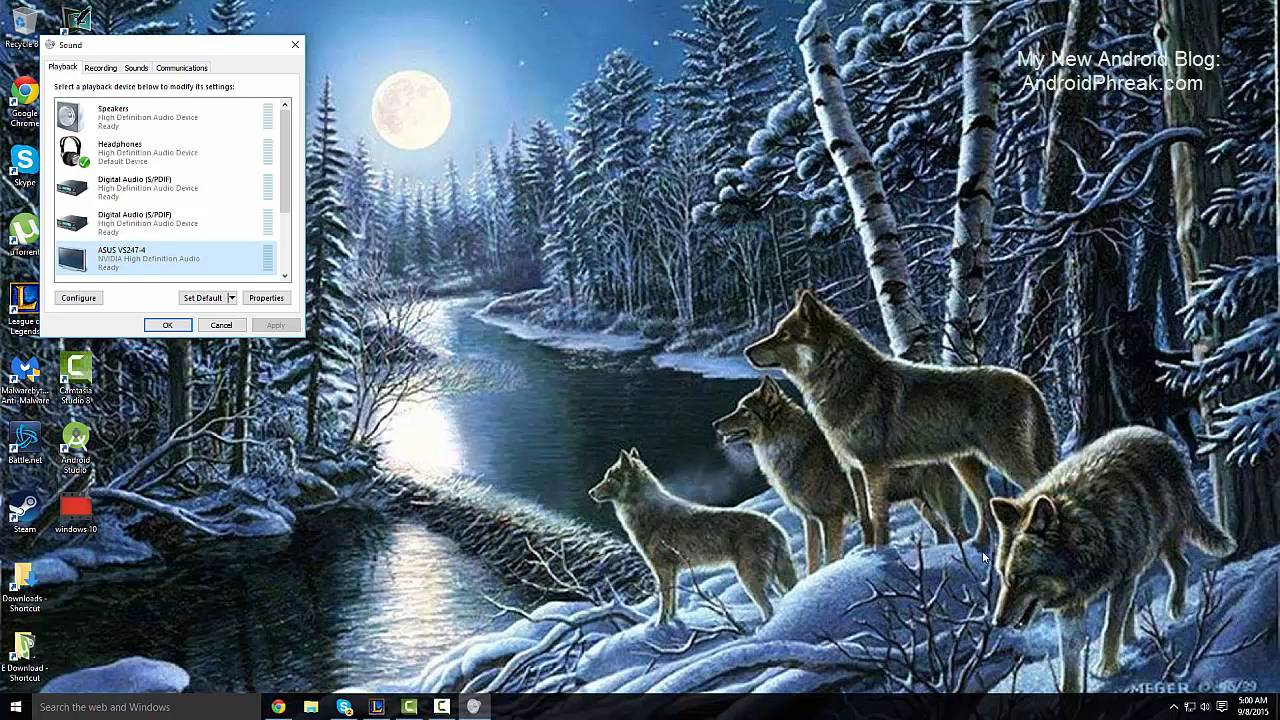 Recycle B
Sound
Playback
Recording
Sounds
Communications
Select a playback device below to modify its settings:
Speakers
High Definition Audio Device
Ready
Headphones
High Definition Audio Device
Default Device
Digital Audio (S/PDIF)
High Definition Audio Device
Ready
Digital Audio (S/PDIF)
High Definition Audio Device
Ready
ASUS VS247-4
NVIDIA High Definition Audio
Ready
Configure
Set Default
Properties
OK
Cancel
Apply
My New Android Blog:
AndroidPhreak.com
Google
Chrome
Skype
µTorrent
League o
Legends
Malwarebyt...
Anti-Malware
Camtasia
Studio 8
Battle.net
Android
Studio
Steam
windows 10
Downloads -
Shortcut
E Download -
Shortcut
MEGER
Search the web and Windows
5:00 AM
9/8/2015